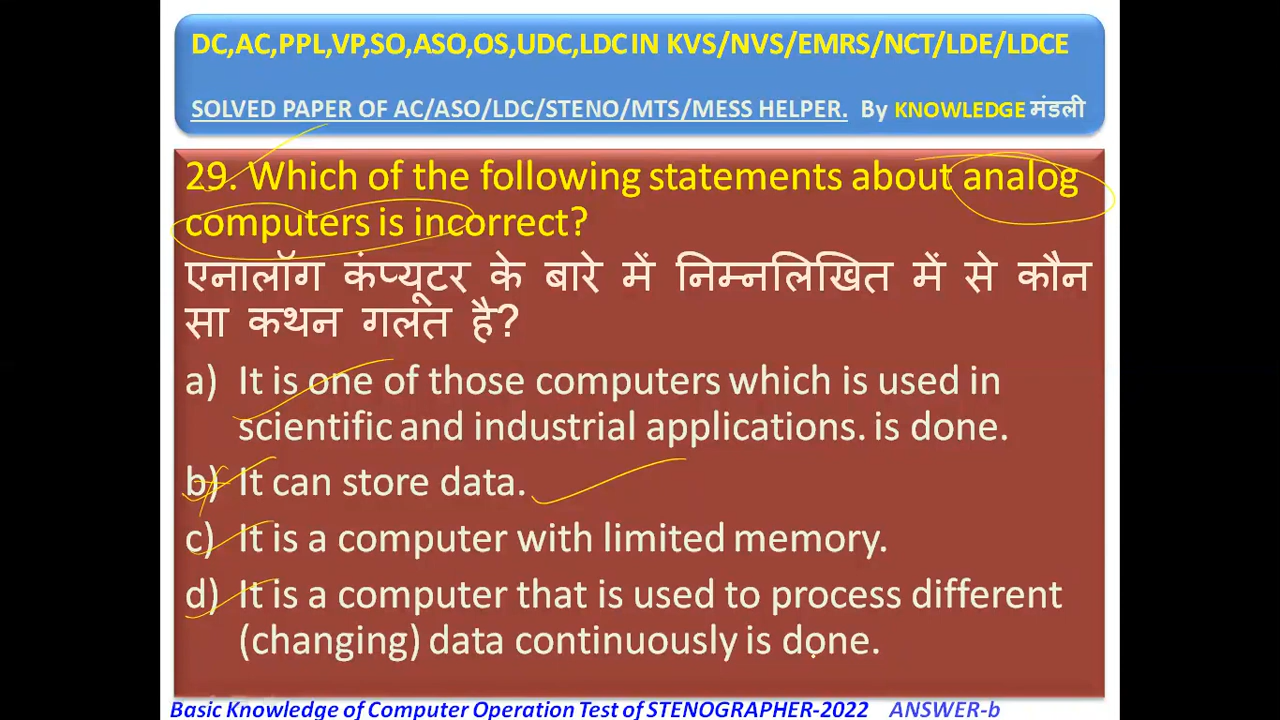 DC,AC,PPL,VP,SO,ASO,OS,UDC,LDC IN KVS/NVS/EMRS/NCT/LDE/LDCE
SOLVED PAPER OF AC/ASO/LDC/STENO/MTS/MESS HELPER. By KNOWLEDGE मंडली
29. Which of the following statements about analog
computers is incorrect?
एनालॉग कंप्यूटर के बारे में निम्नलिखित में से कौन
सा कथन गलत है?
a) It is one of those computers which is used in
scientific and industrial applications. is done.
b) It can store data.
c) It is a computer with limited memory.
d) It is a computer that is used to process different
(changing) data continuously is done.
Basic Knowledge of Computer Operation Test of STENOGRAPHER-2022 ANSWER-b